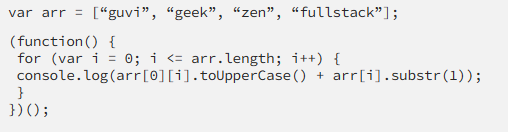 var arr = [“guvi”, “geek”, “zen”, “fullstack”];
(function() {
 for (var i = 0; i <= arr.length; i++) {
 console.log(arr[0][i].toUpperCase() + arr[i].substr(1));
 }
})();